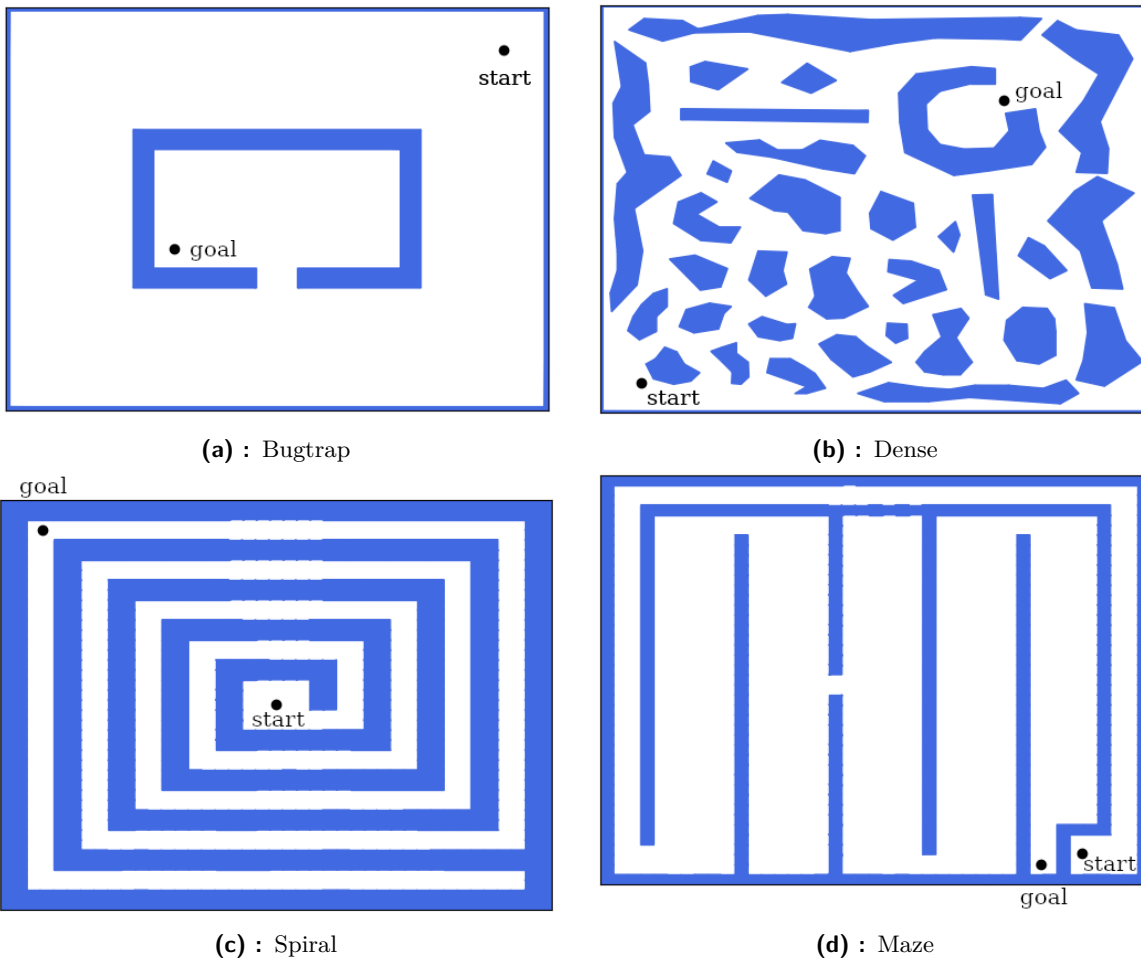 start
goal
(a) : Bugtrap
goal
start
(b) : Dense
goal
start
(c) : Spiral
start
goal
(d) : Maze